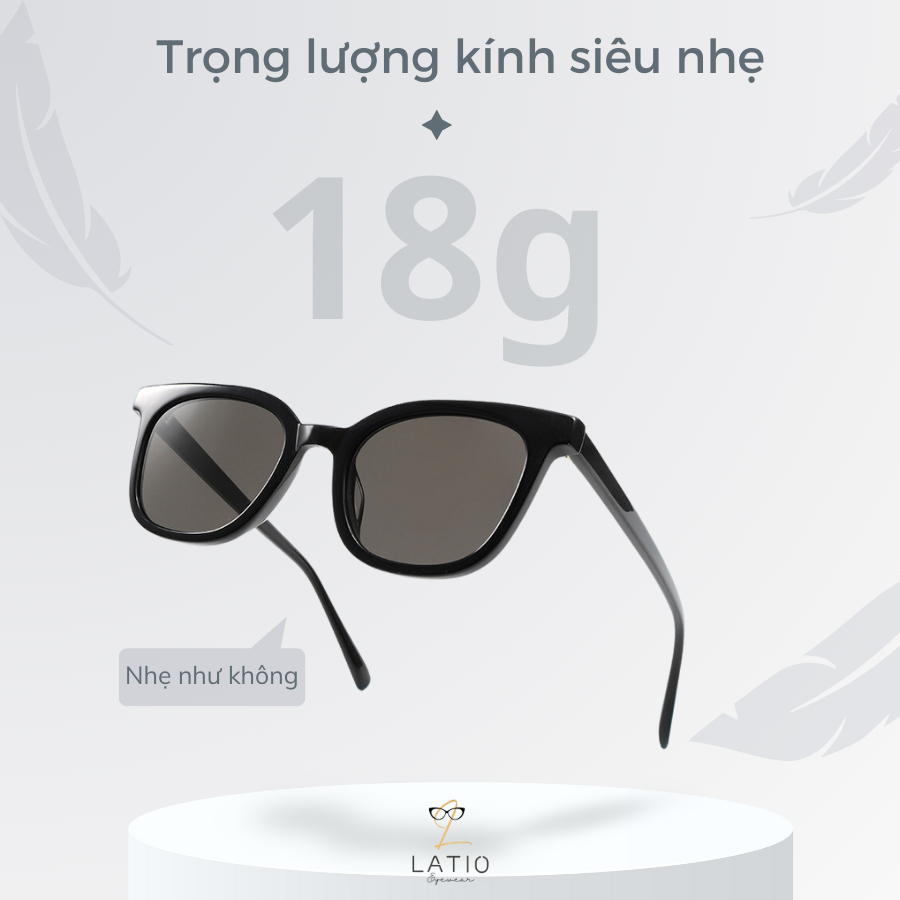 Trọng lượng kính siêu nhẹ
18g
Nhẹ như không
LATIO
Eyewear